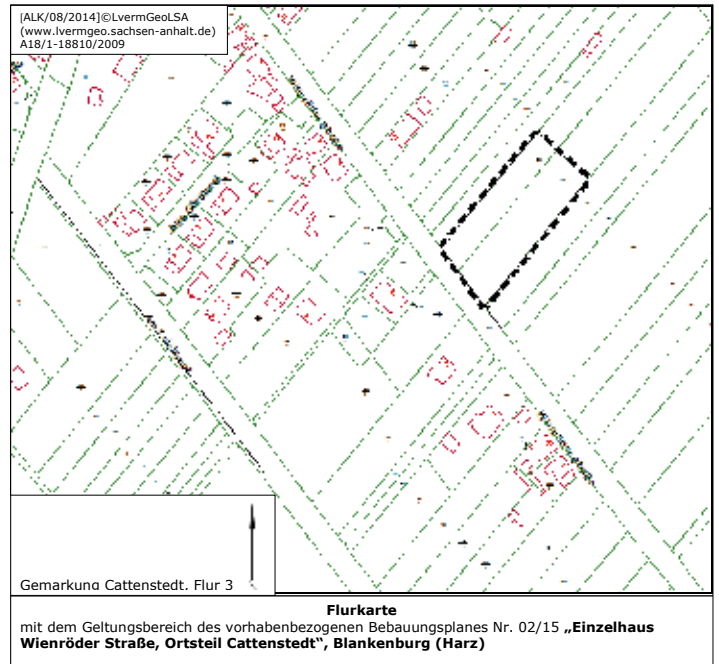 [ALK/08/2014]©LvermGeoLSA
(www.lvermgeo.sachsen-anhalt.de)
A18/1-18810/2009
Gemarkung Cattenstedt, Flur 3
Flurkarte
mit dem Geltungsbereich des vorhabenbezogenen Bebauungsplanes Nr. 02/15 „Einzelhaus
Wienröder Straße, Ortsteil Cattenstedt“, Blankenburg (Harz)